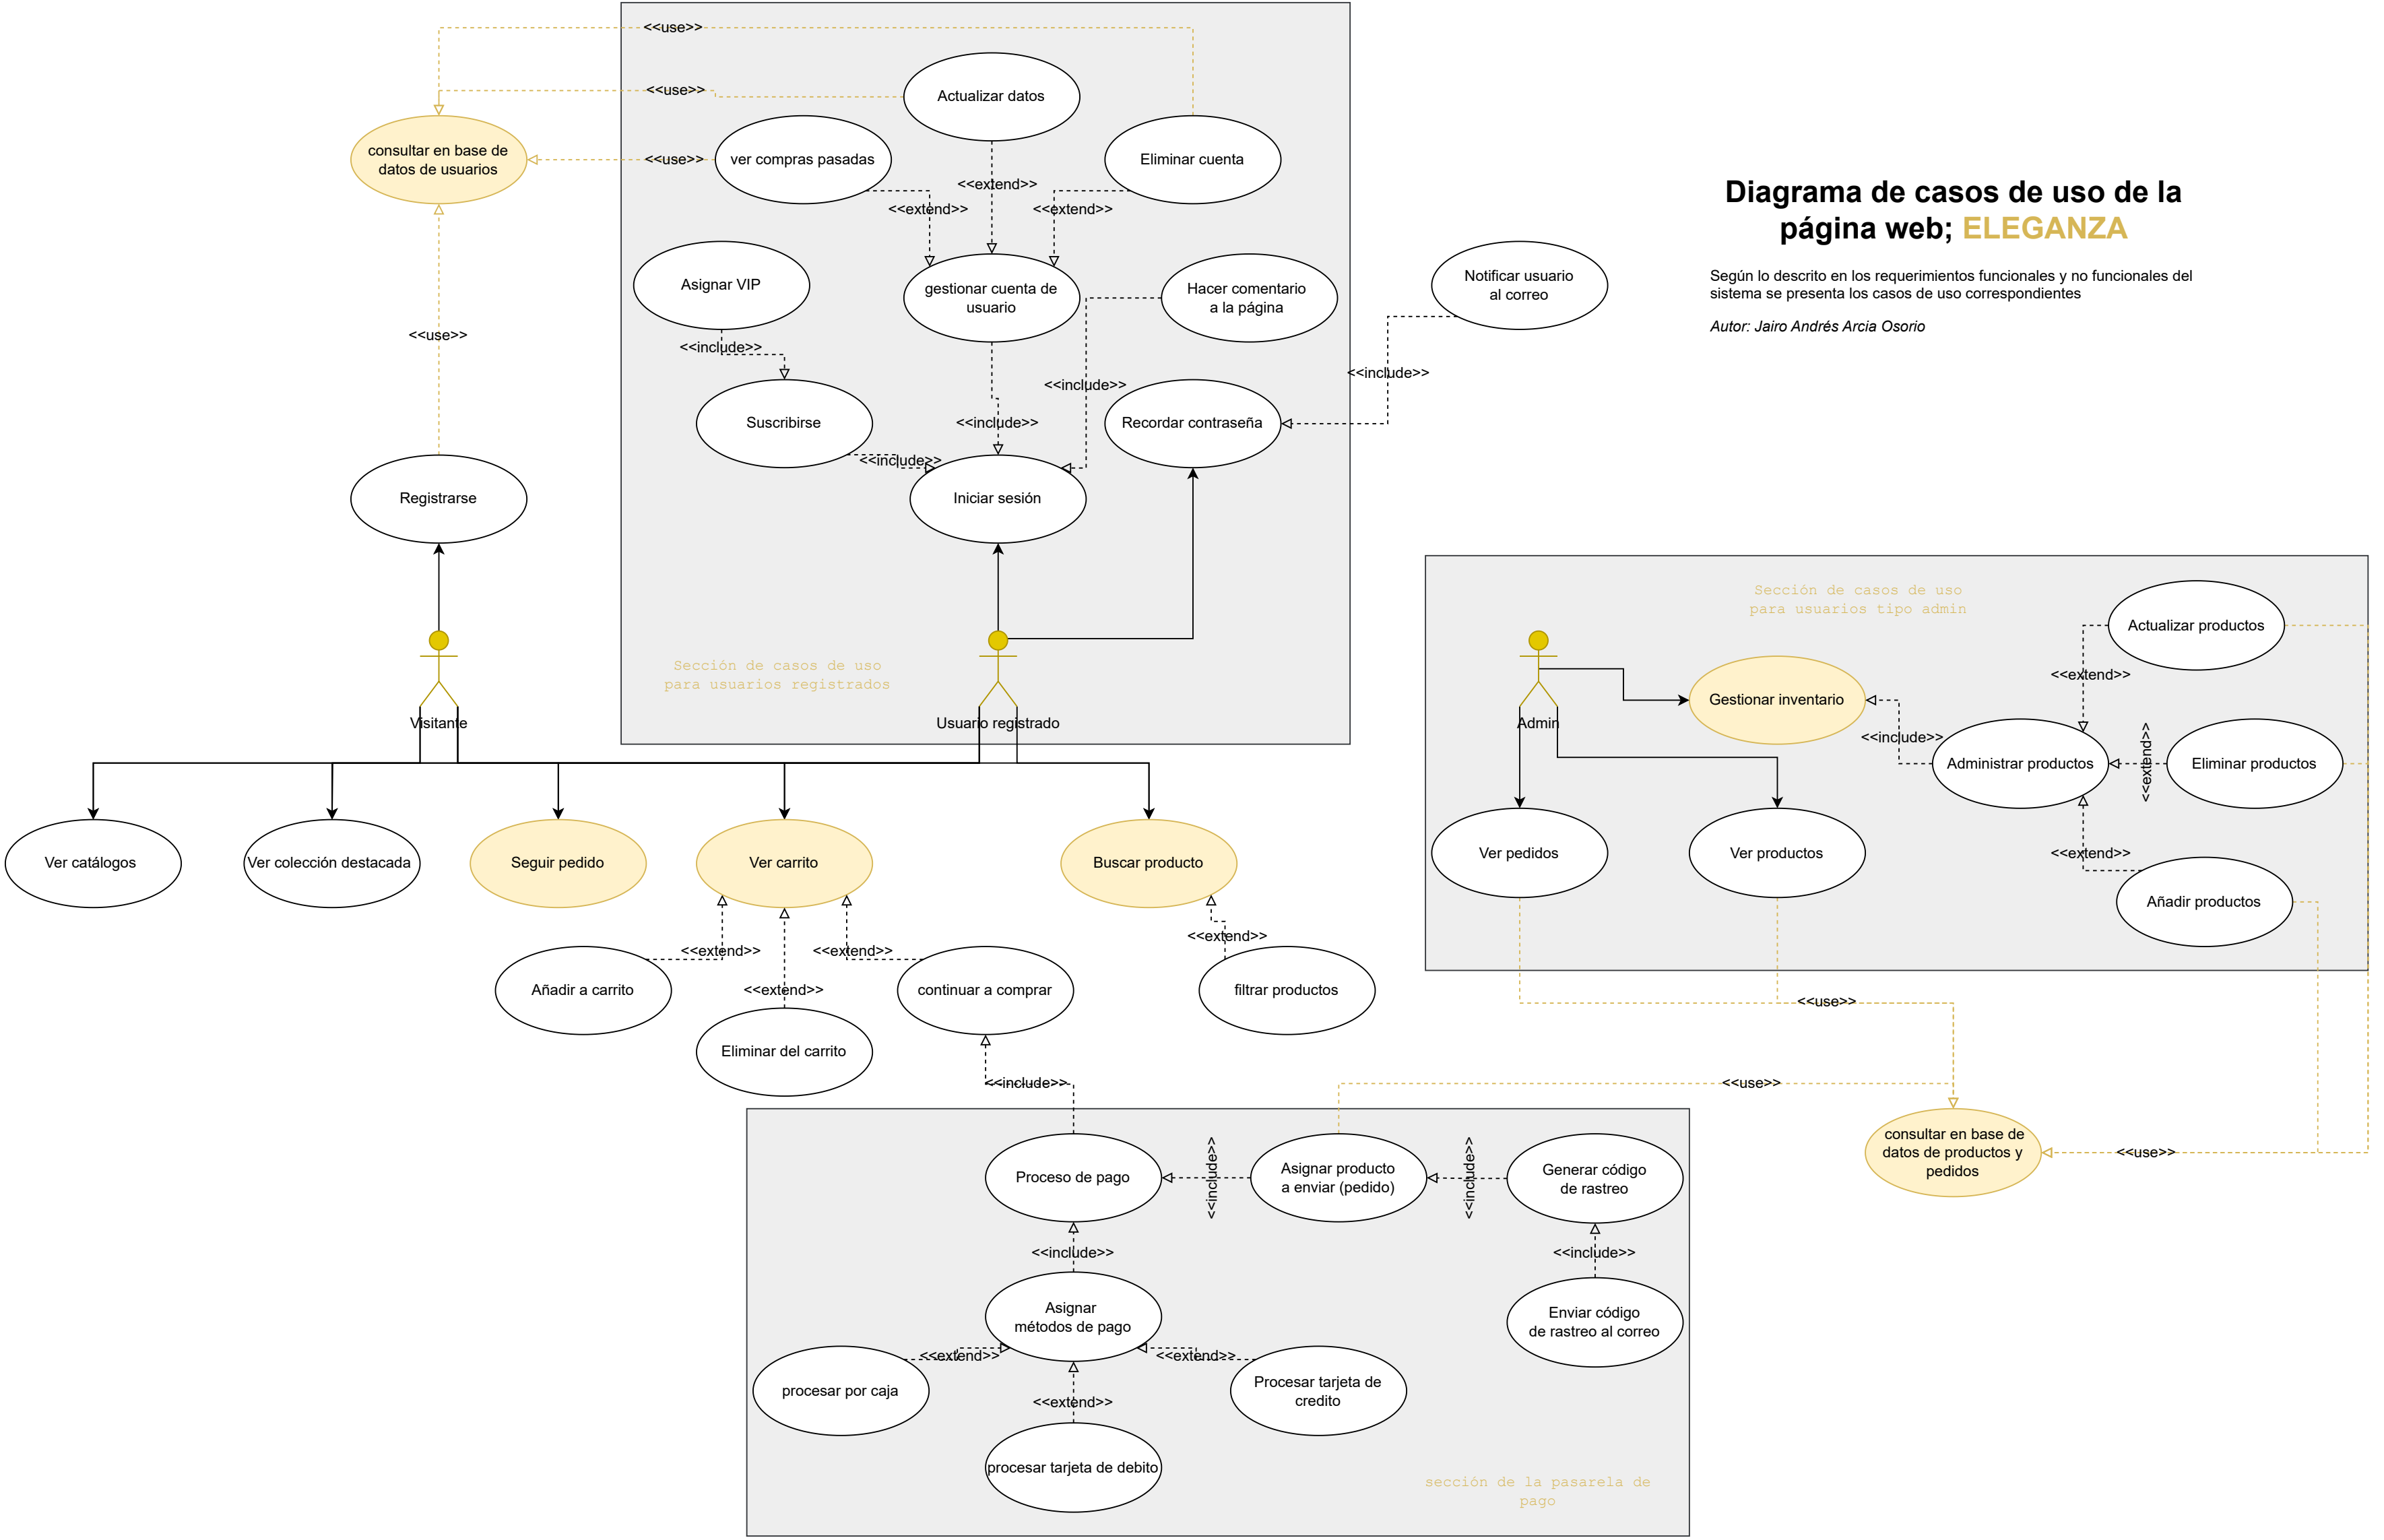 <<use>>
<<use>>
Actualizar datos
consultar en base de
datos de usuarios
<<use>>
ver compras pasadas
Eliminar cuenta
<<extend>>
<<extend>>
<<extend>>
Diagrama de casos de uso de la
página web; ELEGANZA
Según lo descrito en los requerimientos funcionales y no funcionales del
sistema se presenta los casos de uso correspondientes
Autor: Jairo Andrés Arcia Osorio
Asignar VIP
gestionar cuenta de
usuario
Hacer comentario
a la página
Notificar usuario
al correo
<<use>>
<<include>>
<<include>>
<<include>>
Suscribirse
<<include>>
Recordar contraseña
<<include>>
Registrarse
Iniciar sesión
Sección de casos de uso
para usuarios registrados
Visitante
Usuario registrado
Sección de casos de uso
para usuarios tipo admin
Actualizar productos
<<extend>>
Gestionar inventario
Admin
<<include>>
Administrar productos
<<extend>>
Eliminar productos
Ver pedidos
Ver productos
<<extend>>
Añadir productos
Ver catálogos
Ver colección destacada
Seguir pedido
Ver carrito
Buscar producto
<<extend>>
<<extend>>
<<extend>>
Añadir a carrito
<<extend>>
continuar a comprar
filtrar productos
Eliminar del carrito
<<use>>
<<include>>
<<use>>
consultar en base de
datos de productos y
pedidos
<<use>>
Proceso de pago
<<include>>
Asignar producto
a enviar (pedido)
<<include>>
Generar código
de rastreo
<<include>>
<<include>>
Asignar
métodos de pago
Enviar código
de rastreo al correo
<<extend>>
<<extend>>
procesar por caja
<<extend>>
Procesar tarjeta de
credito
procesar tarjeta de debito
sección de la pasarela de
pago